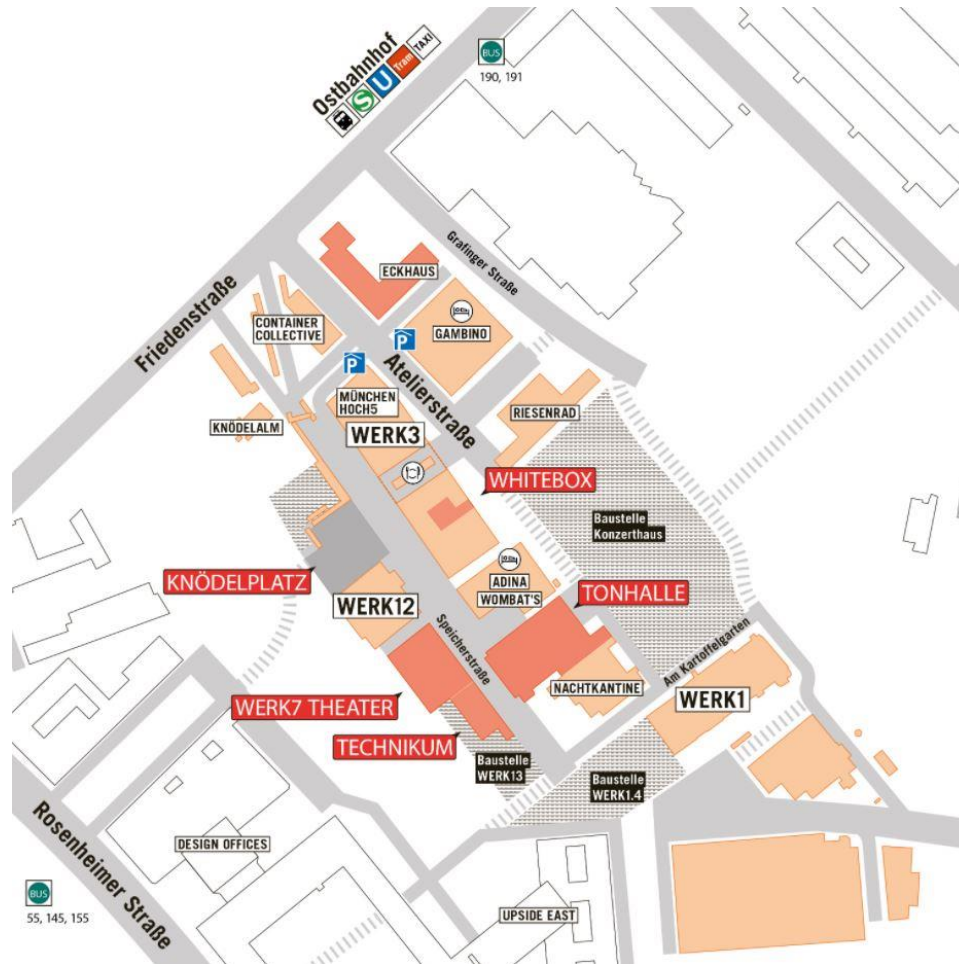 Ostbahnhof
S
U
Tram
TAXI
BUS
190, 191
Grafinger Straße
ECKHAUS
Friedenstraße
CONTAINER
COLLECTIVE
GAMBINO
P
P
Atelierstraße
MÜNCHEN
HOCH5
RIESENRAD
KNÖDELALM
WERK3
WHITEBOX
Baustelle
Konzerthaus
KNÖDELPLATZ
ADINA
WOMBAT'S
TONHALLE
WERK12
Speicherstraße
Am Kartoffelgarten
NACHTKANTINE
WERK1
WERK7 THEATER
TECHNIKUM
Baustelle
WERK13
Baustelle
WERK1.4
Rosenheimer Straße
DESIGN OFFICES
BUS
55, 145, 155
UPSIDE EAST